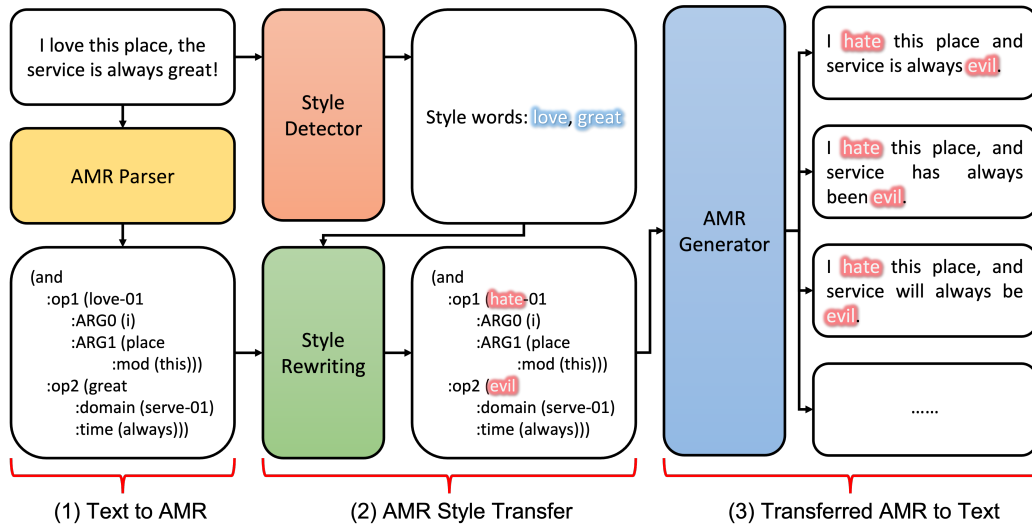 I love this place, the
service is always great!
AMR Parser
(and
:op1 (love-01
:ARG0 (i)
:ARG1 (place
:mod (this)))
:op2 (great
:domain (serve-01)
:time (always)))
(1) Text to AMR
Style
Detector
Style words: love, great
Style
Rewriting
(and
:op1 (hate-01
:ARG0 (i)
:ARG1 (place
:mod (this)))
:op2 (evil
:domain (serve-01)
:time (always)))
(2) AMR Style Transfer
AMR
Generator
I hate this place and
service is always evil.
I hate this place, and
service has always
been evil.
I hate this place, and
service will always be
evil.
......
(3) Transferred AMR to Text